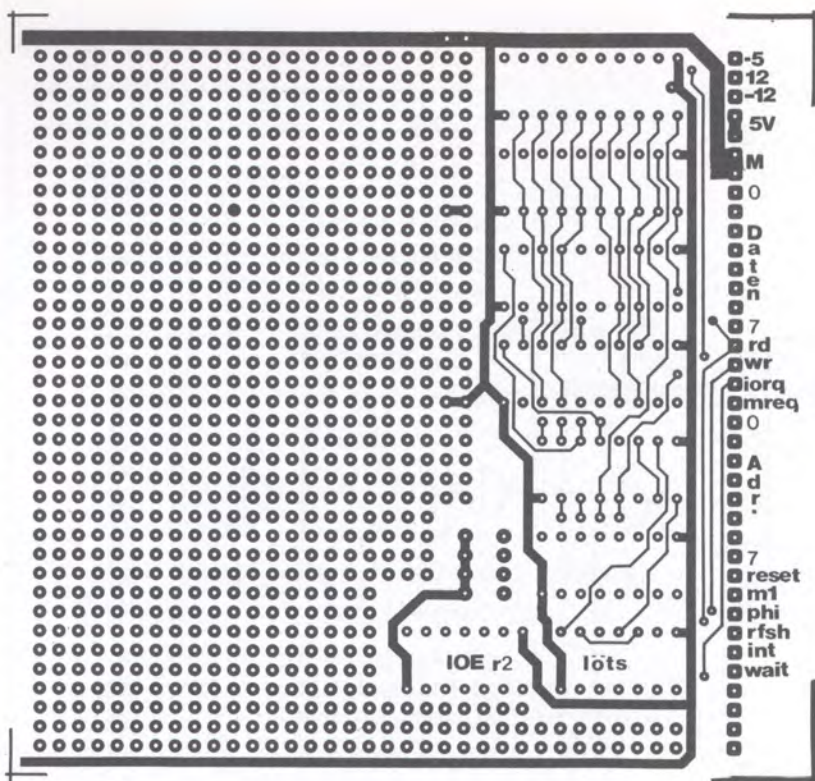 -5
12
-12
5V
M
0
D
a
t
e
n
7
rd
wr
iorq
mreq
0
A
d
r
.
7
reset
m1
phi
rfsh
int
wait
IOE r2 löts